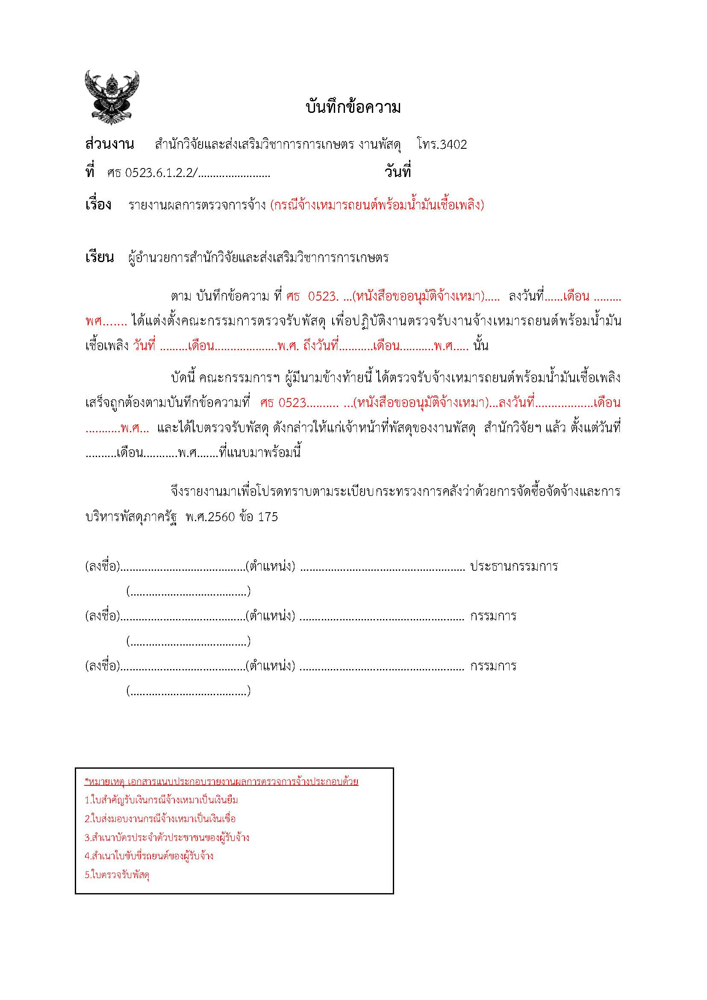 บันทึกข้อความ
ส่วนงาน สำนักวิจัยและส่งเสริมวิชาการการเกษตร งานพัสดุ โทร.3402
ที่ ศธ 0523.6.1.2.2/........................ วันที่
เรื่อง รายงานผลการตรวจการจ้าง (กรณีจ้างเหมารถยนต์พร้อมน้ำมันเชื้อเพลิง)
เรียน ผู้อำนวยการสำนักวิจัยและส่งเสริมวิชาการการเกษตร
ตาม บันทึกข้อความ ที่ ศธ 0523. ...(หนังสือขออนุมัติจ้างเหมา)..... ลงวันที่......เดือน .........
พศ....... ได้แต่งตั้งคณะกรรมการตรวจรับพัสดุ เพื่อปฏิบัติงานตรวจรับงานจ้างเหมารถยนต์พร้อมน้ำมัน
เชื้อเพลิง วันที่ .........เดือน....................พ.ศ. ถึงวันที่...........เดือน...........พ.ศ..... นั้น
บัดนี้ คณะกรรมการฯ ผู้มีนามข้างท้ายนี้ ได้ตรวจรับจ้างเหมารถยนต์พร้อมน้ำมันเชื้อเพลิง
เสร็จถูกต้องตามบันทึกข้อความที่ ศธ 0523.......... ...(หนังสือขออนุมัติจ้างเหมา)...ลงวันที่..................เดือน
...........พ.ศ... และได้ใบตรวจรับพัสดุ ดังกล่าวให้แก่เจ้าหน้าที่พัสดุของงานพัสดุ สำนักวิจัยฯ แล้ว ตั้งแต่วันที่
..........เดือน...........พ.ศ.......ที่แนบมาพร้อมนี้
จึงรายงานมาเพื่อโปรดทราบตามระเบียบกระทรวงการคลังว่าด้วยการจัดซื้อจัดจ้างและการ
บริหารพัสดุภาครัฐ พ.ศ.2560 ข้อ 175
(ลงชื่อ).........................................(ตำแหน่ง) ...................................................... ประธานกรรมการ
(......................................)
(ลงชื่อ).........................................(ตำแหน่ง) ...................................................... กรรมการ
(......................................)
(ลงชื่อ).........................................(ตำแหน่ง) ...................................................... กรรมการ
(......................................)
*หมายเหตุ เอกสารแนบประกอบรายงานผลการตรวจการจ้างประกอบด้วย
1.ใบสำคัญรับเงินกรณีจ้างเหมาเป็นเงินยืม
2.ใบส่งมอบงานกรณีจ้างเหมาเป็นเงินเชื่อ
3.สำเนาบัตรประจำตัวประชาชนของผู้รับจ้าง
4.สำเนาใบขับขี่รถยนต์ของผู้รับจ้าง
5.ใบตรวจรับพัสดุ